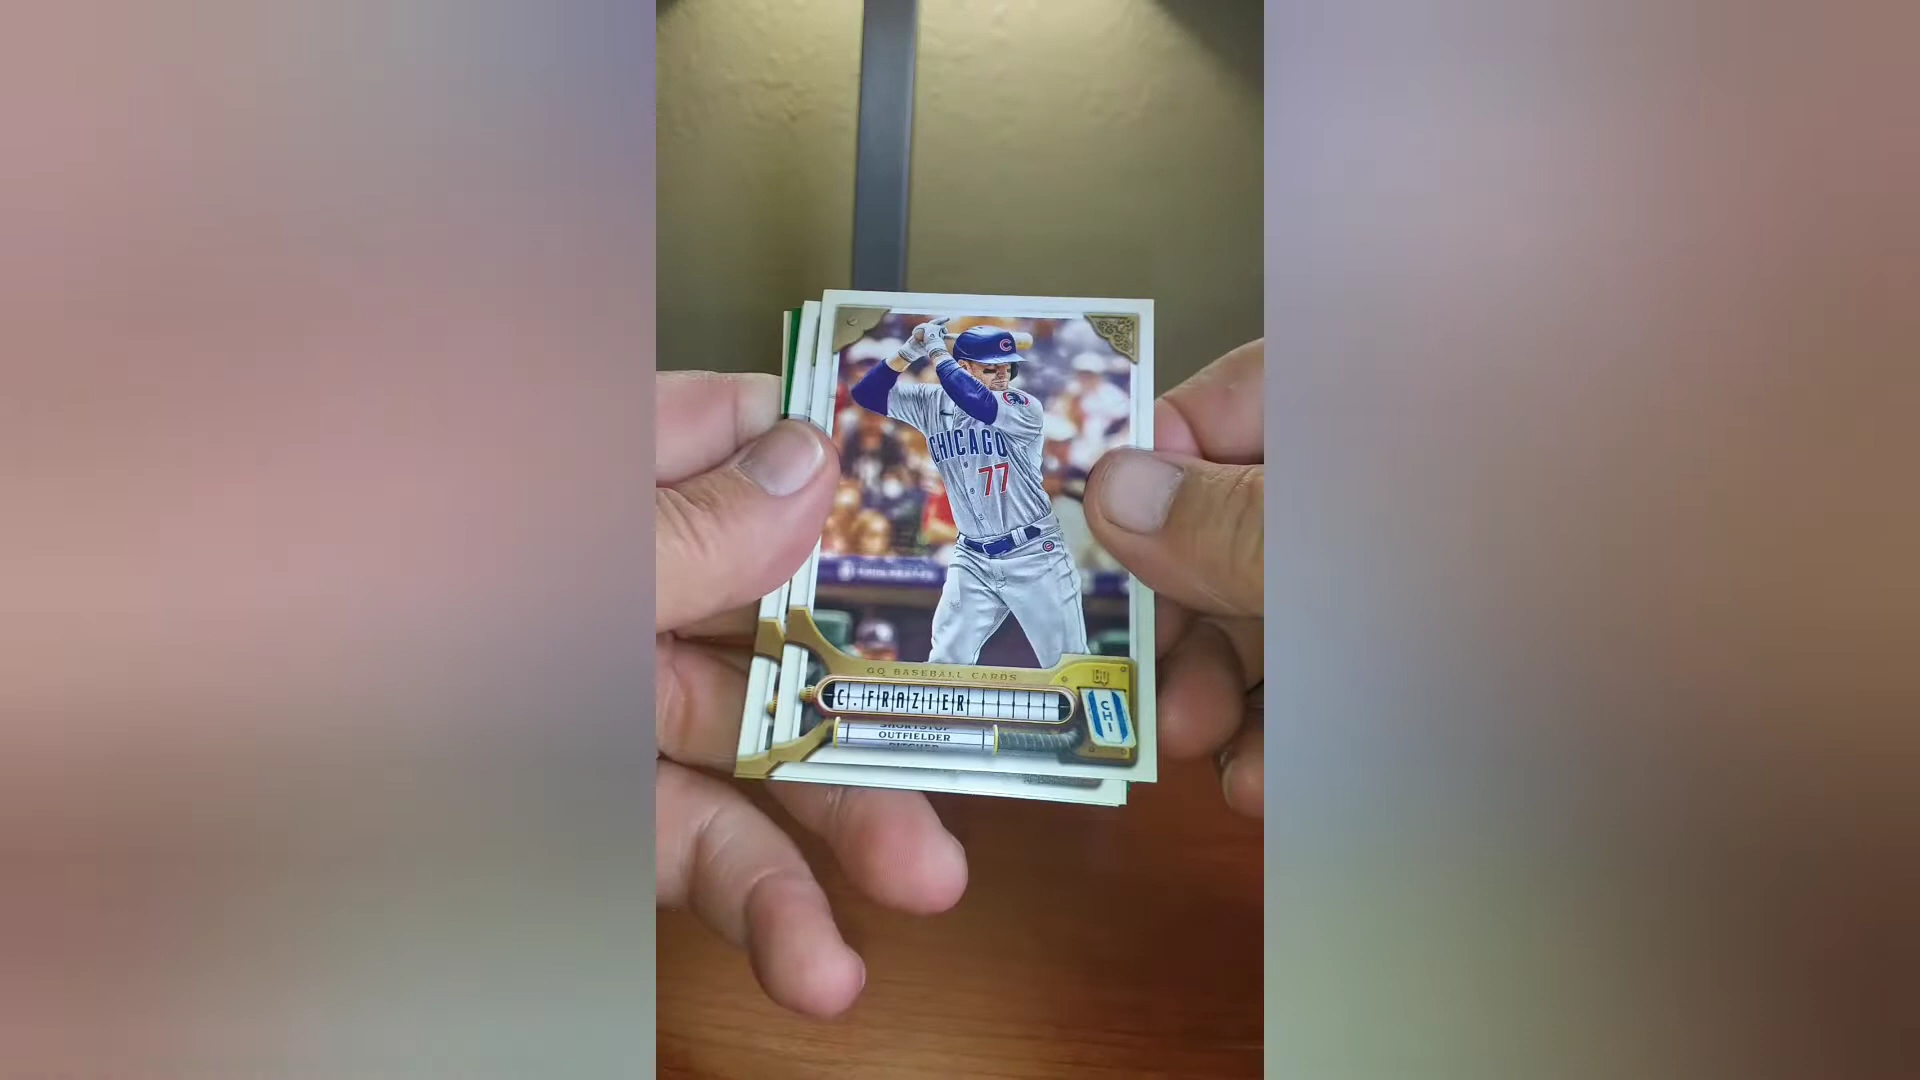 C
CHICAGO
77
GQ BASEBALL CARDS
GQ
C. FRAZIER
CHI
SHORTSTOP
OUTFIELDER
PITCHER